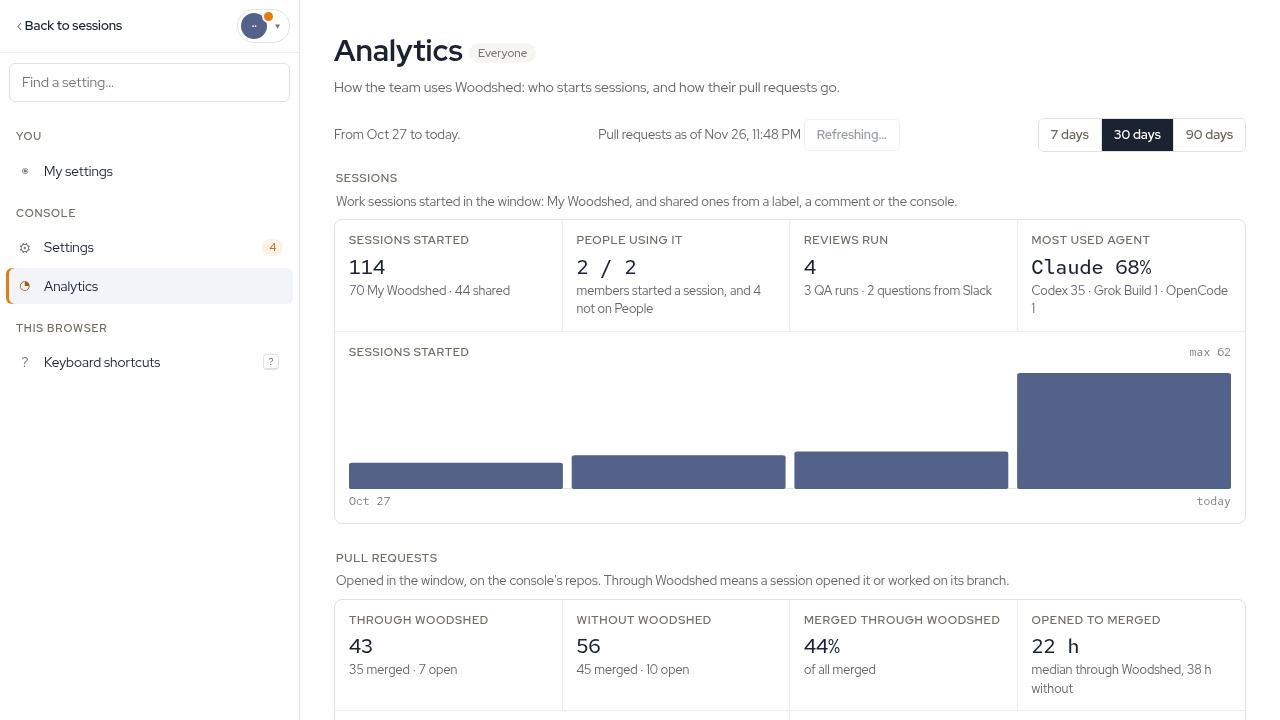 ‹ Back to sessions
Find a setting...
YOU
My settings
CONSOLE
Settings
4
Analytics
THIS BROWSER
? Keyboard shortcuts
?
Analytics
Everyone
How the team uses Woodshed: who starts sessions, and how their pull requests go.
From Oct 27 to today.
Pull requests as of Nov 26, 11:48 PM
Refreshing...
7 days
30 days
90 days
SESSIONS
Work sessions started in the window: My Woodshed, and shared ones from a label, a comment or the console.
SESSIONS STARTED
114
70 My Woodshed · 44 shared
PEOPLE USING IT
2 / 2
members started a session, and 4
not on People
REVIEWS RUN
4
3 QA runs · 2 questions from Slack
MOST USED AGENT
Claude 68%
Codex 35 · Grok Build 1 · OpenCode
1
SESSIONS STARTED
max 62
Oct 27
today
PULL REQUESTS
Opened in the window, on the console's repos. Through Woodshed means a session opened it or worked on its branch.
THROUGH WOODSHED
43
35 merged · 7 open
WITHOUT WOODSHED
56
45 merged · 10 open
MERGED THROUGH WOODSHED
44%
of all merged
OPENED TO MERGED
22 h
median through Woodshed, 38 h
without